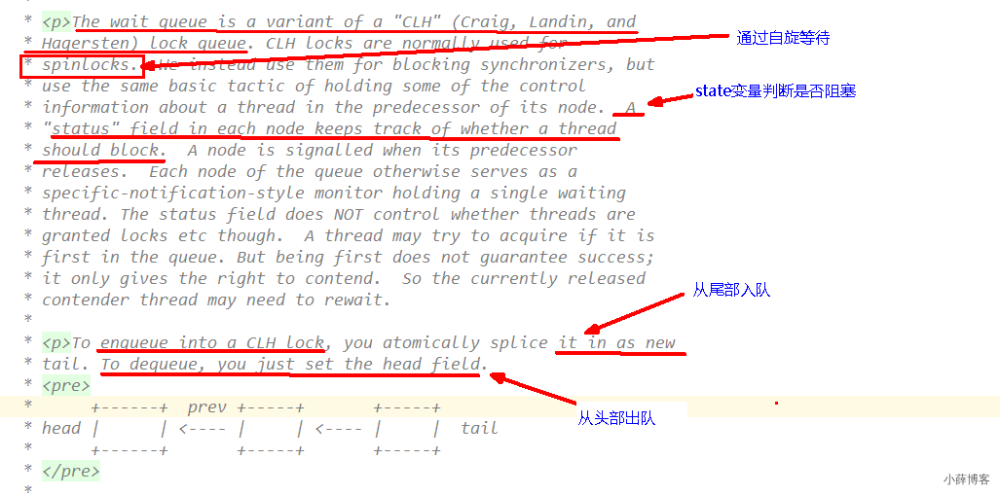 *
* <p>The wait queue is a variant of a "CLH" (Craig, Landin, and
* Hagersten) lock queue. CLH locks are normally used for
* spinlocks. We instead use them for blocking synchronizers, but
* use the same basic tactic of holding some of the control
* information about a thread in the predecessor of its node. A
* "status" field in each node keeps track of whether a thread
* should block. A node is signalled when its predecessor
* releases. Each node of the queue otherwise serves as a
* specific-notification-style monitor holding a single waiting
* thread. The status field does NOT control whether threads are
* granted locks etc though. A thread may try to acquire if it is
* first in the queue. But being first does not guarantee success;
* it only gives the right to contend. So the currently released
* contender thread may need to rewait.
*
* <p>To enqueue into a CLH lock, you atomically splice it in as new
* tail. To dequeue, you just set the head field.
* <pre>
* +------+ prev +-----+ +-----+
* head | | <---- | | <---- | | tail
* +------+ +-----+ +-----+
* </pre>
*
通过自旋等待
state变量判断是否阻塞
从尾部入队
从头部出队
小薛博客